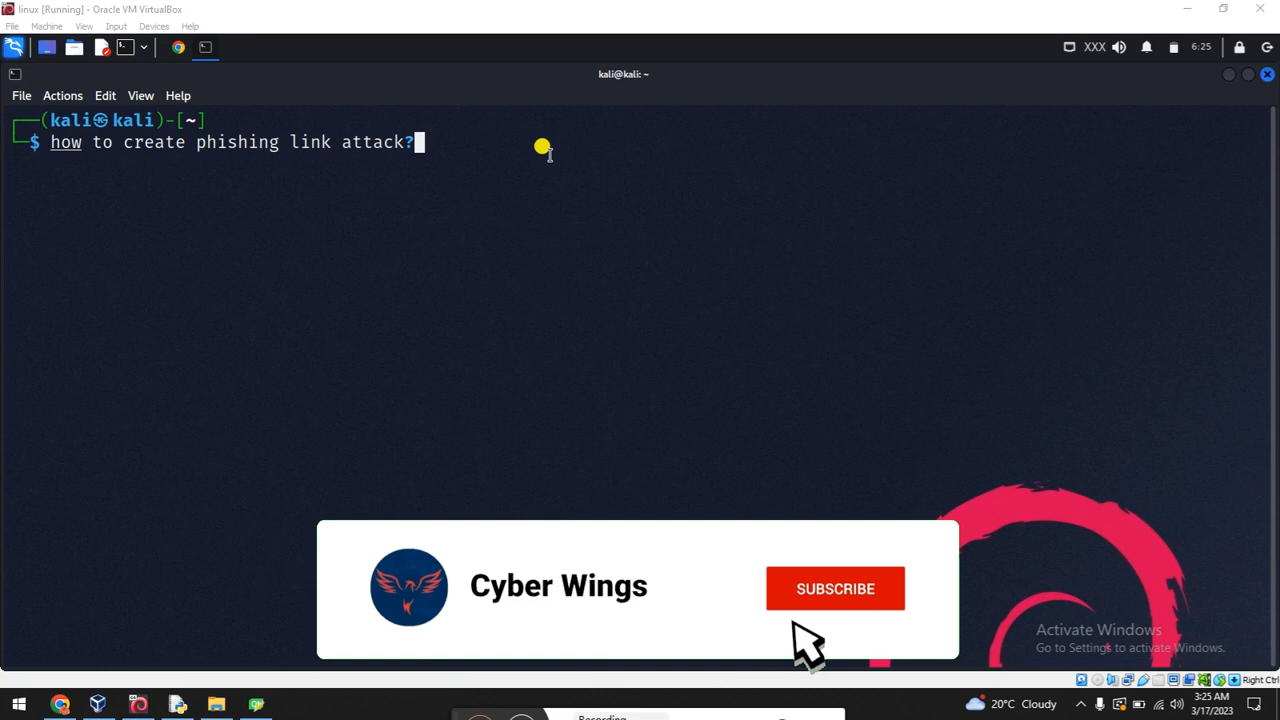 linux [Running] - Oracle VM VirtualBox
File Machine View Input Devices Help
XXX 6:25
kali@kali: ~
File Actions Edit View Help
(kali㉿kali)-[~]
$ how to create phishing link attack?
Cyber Wings
SUBSCRIBE
Activate Windows
Go to Settings to activate Windows.
Right Ctrl
20°C Cloudy
3:25 AM
3/17/2023
Recording